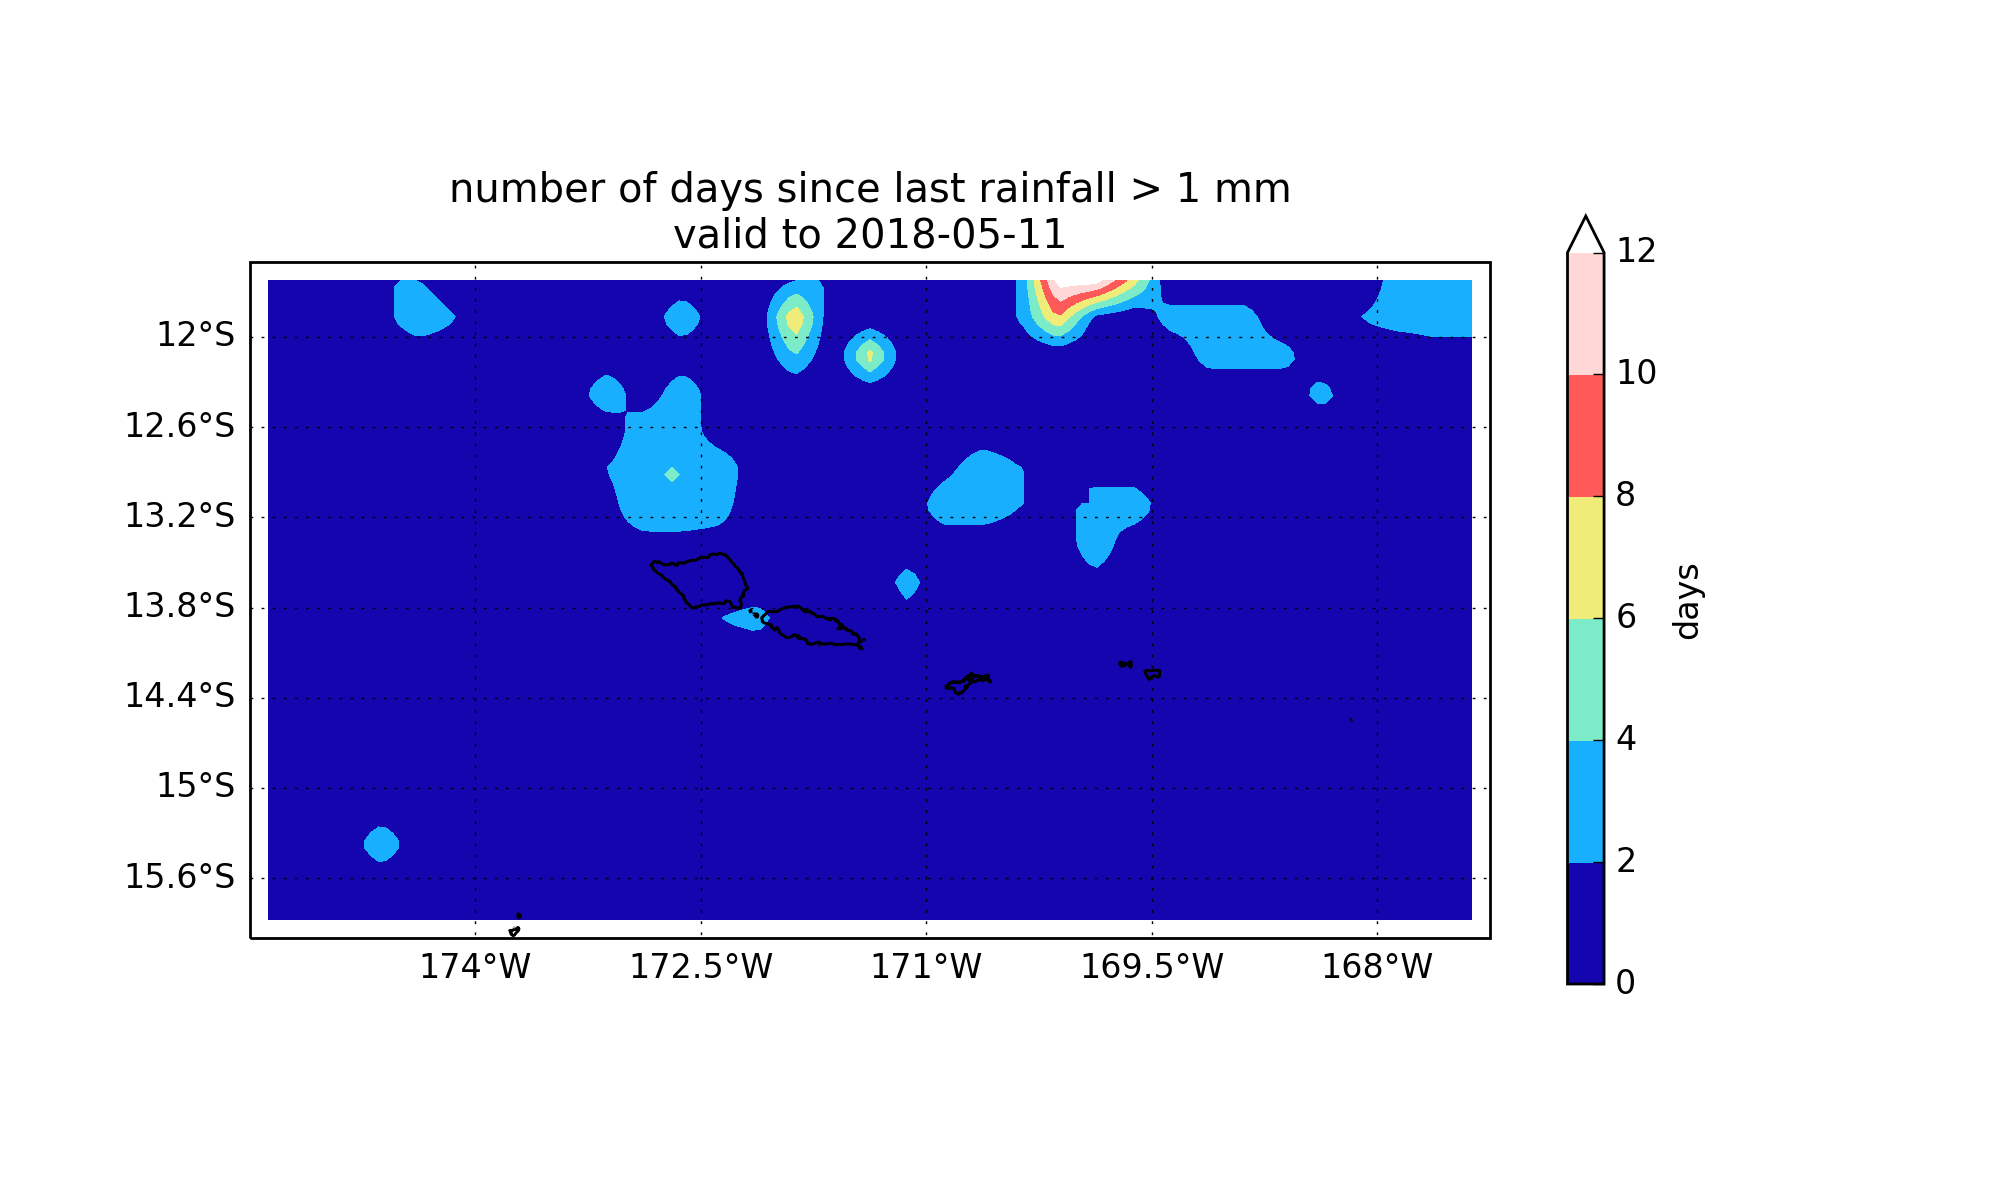 number of days since last rainfall > 1 mm
valid to 2018-05-11
12°S
12.6°S
13.2°S
13.8°S
14.4°S
15°S
15.6°S
174°W
172.5°W
171°W
169.5°W
168°W
12
10
8
6
4
2
0
days